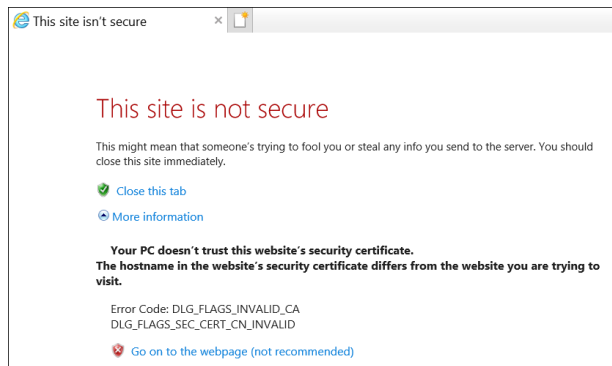 This site isn't secure
This site is not secure
This might mean that someone's trying to fool you or steal any info you send to the server. You should
close this site immediately.
Close this tab
More information
Your PC doesn't trust this website's security certificate.
The hostname in the website's security certificate differs from the website you are trying to
visit.
Error Code: DLG_FLAGS_INVALID_CA
DLG_FLAGS_SEC_CERT_CN_INVALID
Go on to the webpage (not recommended)